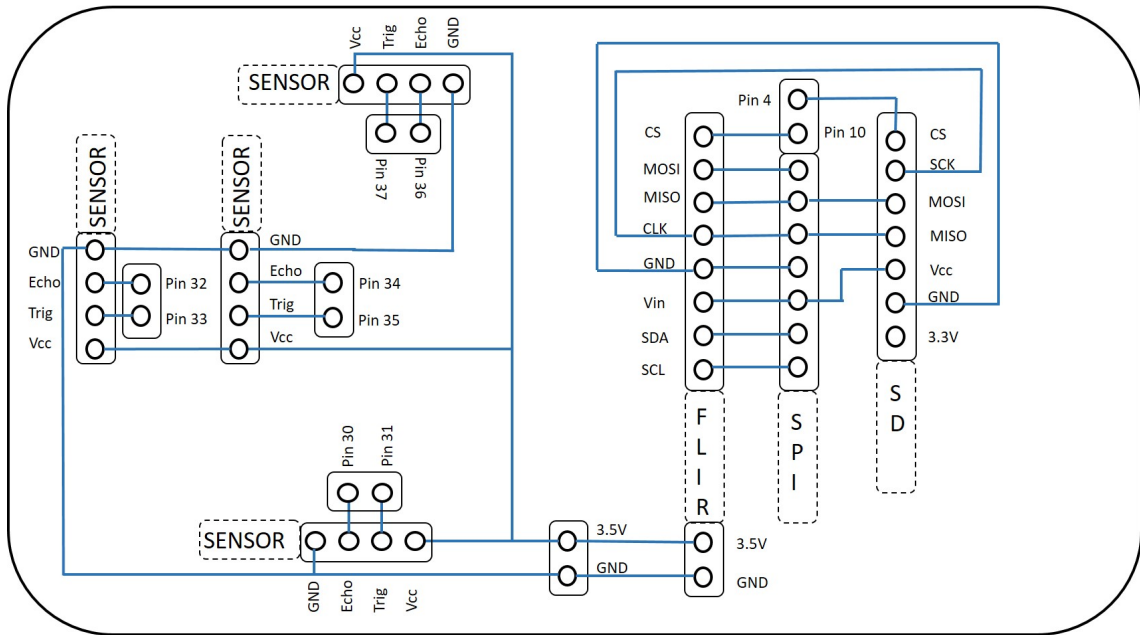 Vcc
Trig
Echo
GND
SENSOR
Pin 37
Pin 36
SENSOR
GND
Echo
Trig
Vcc
Pin 32
Pin 33
SENSOR
GND
Echo
Trig
Vcc
Pin 34
Pin 35
Pin 30
Pin 31
SENSOR
GND
Echo
Trig
Vcc
3.5V
GND
CS
MOSI
MISO
CLK
GND
Vin
SDA
SCL
FLIR
3.5V
GND
Pin 4
Pin 10
SPI
CS
SCK
MOSI
MISO
Vcc
GND
3.3V
SD